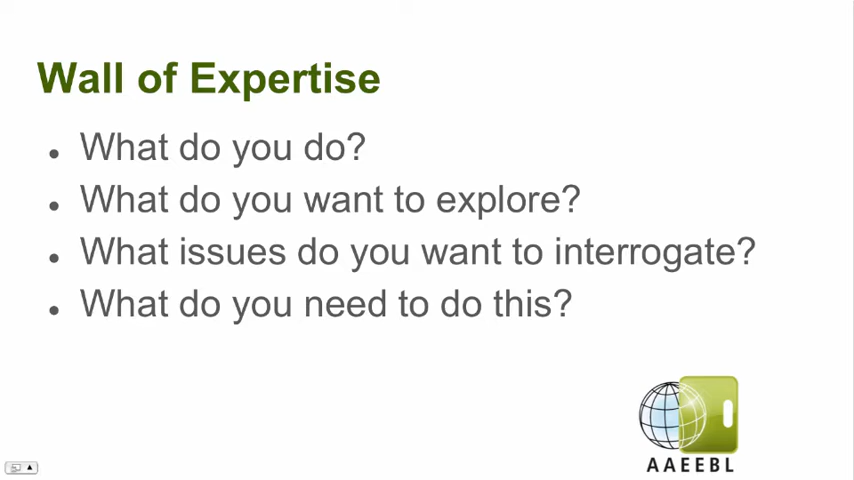 Wall of Expertise
• What do you do?
• What do you want to explore?
• What issues do you want to interrogate?
• What do you need to do this?
AAEEBL